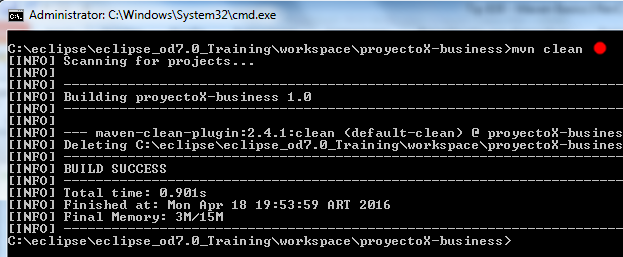 Administrator: C:\Windows\System32\cmd.exe
C:\eclipse\eclipse_od7.0_Training\workspace\proyectoX-business>mvn clean
[INFO] Scanning for projects...
[INFO]
[INFO] ------------------------------------------------------------------------
[INFO] Building proyectoX-business 1.0
[INFO] ------------------------------------------------------------------------
[INFO]
[INFO] --- maven-clean-plugin:2.4.1:clean (default-clean) @ proyectoX-busines
[INFO] Deleting C:\eclipse\eclipse_od7.0_Training\workspace\proyectoX-busines
[INFO] ------------------------------------------------------------------------
[INFO] BUILD SUCCESS
[INFO] ------------------------------------------------------------------------
[INFO] Total time: 0.901s
[INFO] Finished at: Mon Apr 18 19:53:59 ART 2016
[INFO] Final Memory: 3M/15M
[INFO] ------------------------------------------------------------------------
C:\eclipse\eclipse_od7.0_Training\workspace\proyectoX-business>